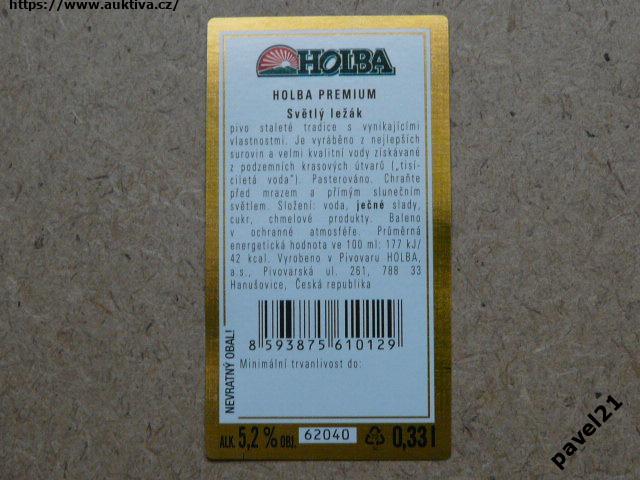 https://www.auktiva.cz/
HOLBA
HOLBA PREMIUM
Světlý ležák
pivo staleté tradice s vynikajícími
vlastnostmi. Je vyráběno z nejlepších
surovin a velmi kvalitní vody získávané
z podzemních krasových útvarů („tisí-
ciletá voda"). Pasterováno. Chraňte
před mrazem a přímým slunečním
světlem. Složení: voda, ječné slady,
cukr, chmelové produkty. Baleno
v ochranné atmosféře. Průměrná
energetická hodnota ve 100 ml: 177 kJ/
42 kcal. Vyrobeno v Pivovaru HOLBA,
a.s., Pivovarská ul. 261, 788 33
Hanušovice, Česká republika
8 593875 610129
NEVRATNÝ OBAL!
Minimální trvanlivost do:
ALK. 5,2 % OBJ. 62040 0,33 l
pavel21